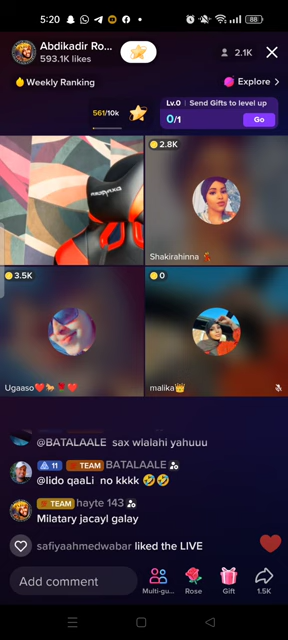 5:20
88
Abdikadir Ro...
593.1K likes
2.1K
Weekly Ranking
Explore >
561/10k
Lv.0 | Send Gifts to level up
0/1
Go
2.8K
Shakirahinna
3.5K
Ugaaso❤️🐎🌹❤️
0
malika👑
@BATALAALE sax wlalahi yahuuu
11 TEAM BATALAALE
@lido qaaLi no kkkk 🤣🤣
TEAM hayte 143
Milatary jacayl galay
safiyaahmedwabar liked the LIVE
Add comment
Multi-gu...
Rose
Gift
1.5K